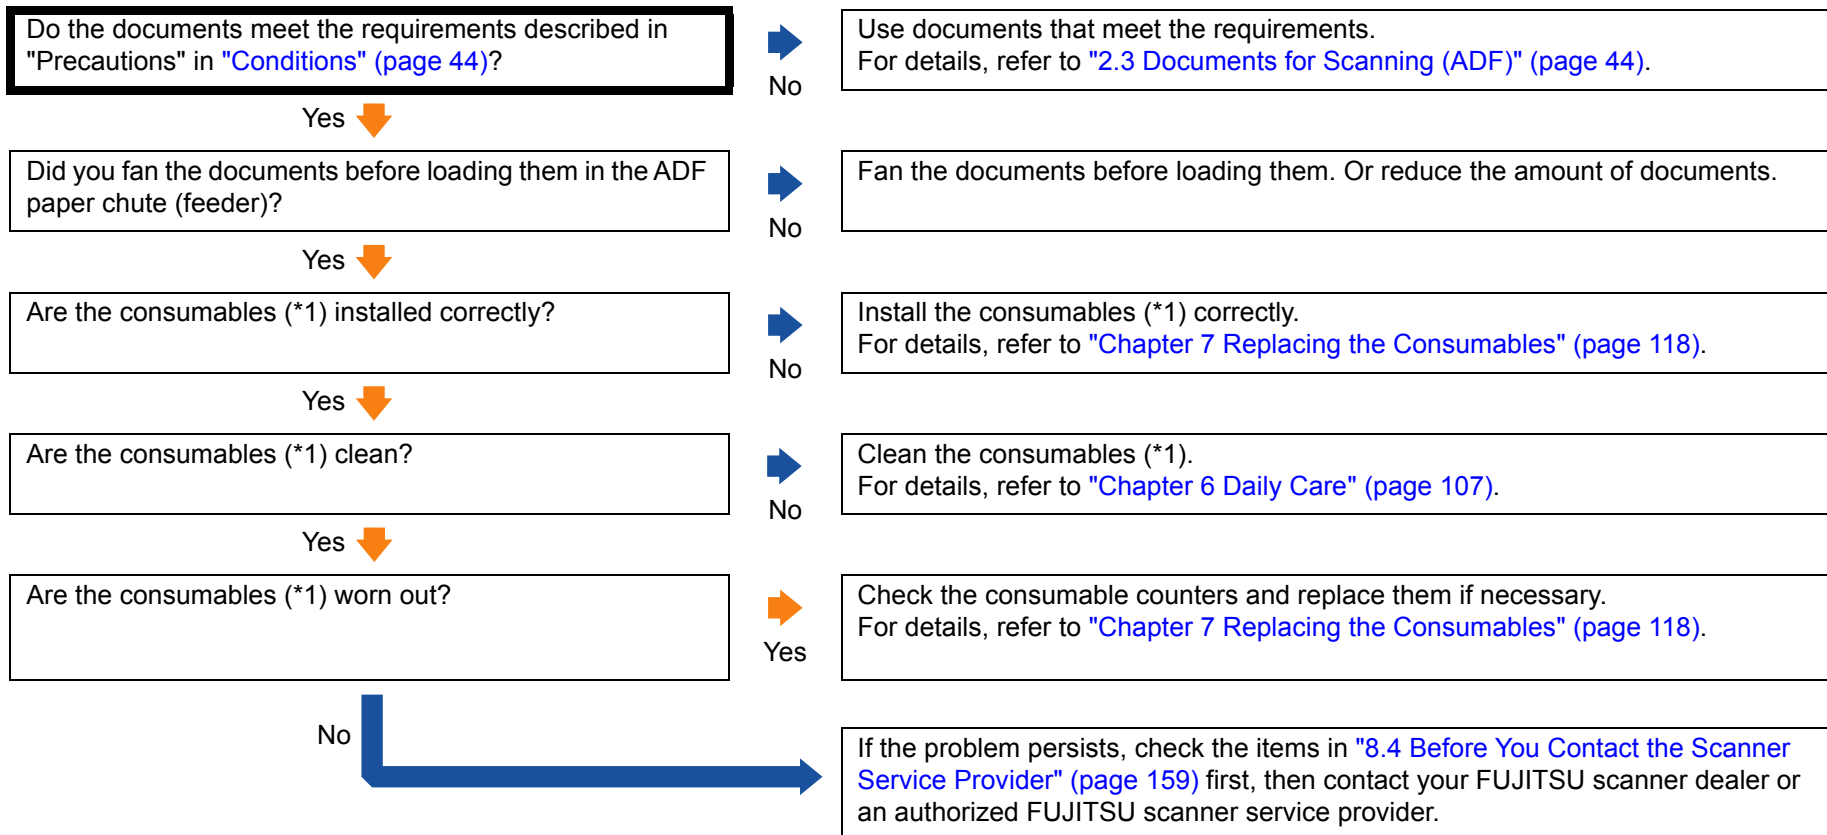 Do the documents meet the requirements described in
"Precautions" in "Conditions" (page 44)?
No
Use documents that meet the requirements.
For details, refer to "2.3 Documents for Scanning (ADF)" (page 44).
Yes
Did you fan the documents before loading them in the ADF
paper chute (feeder)?
No
Fan the documents before loading them. Or reduce the amount of documents.
Yes
Are the consumables (*1) installed correctly?
No
Install the consumables (*1) correctly.
For details, refer to "Chapter 7 Replacing the Consumables" (page 118).
Yes
Are the consumables (*1) clean?
No
Clean the consumables (*1).
For details, refer to "Chapter 6 Daily Care" (page 107).
Yes
Are the consumables (*1) worn out?
Yes
Check the consumable counters and replace them if necessary.
For details, refer to "Chapter 7 Replacing the Consumables" (page 118).
No
If the problem persists, check the items in "8.4 Before You Contact the Scanner
Service Provider" (page 159) first, then contact your FUJITSU scanner dealer or
an authorized FUJITSU scanner service provider.